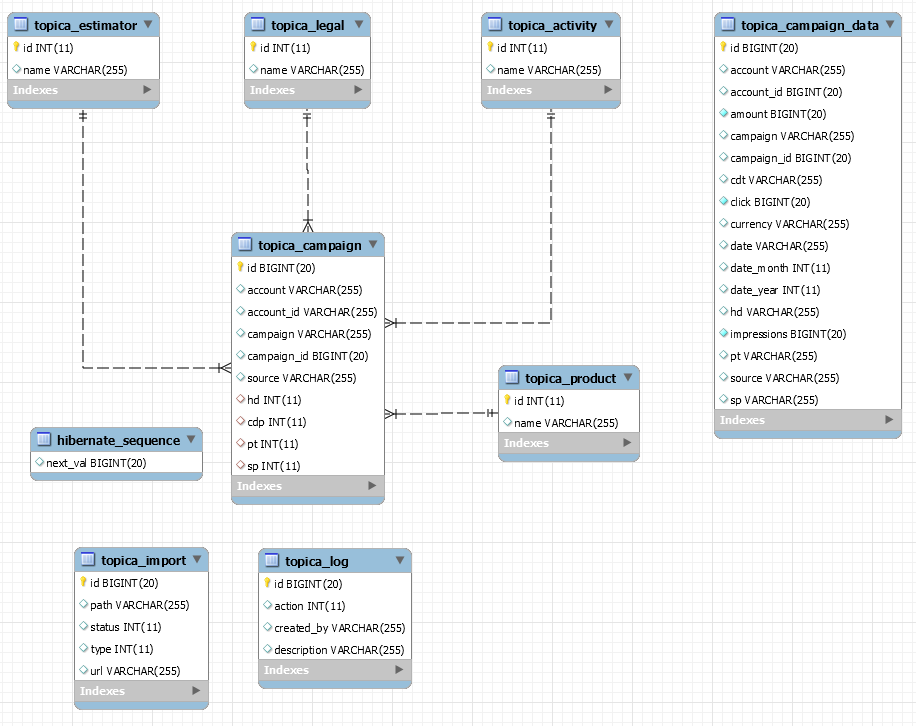 topica_estimator
id INT(11)
name VARCHAR(255)
Indexes
topica_legal
id INT(11)
name VARCHAR(255)
Indexes
topica_activity
id INT(11)
name VARCHAR(255)
Indexes
topica_campaign_data
id BIGINT(20)
account VARCHAR(255)
account_id BIGINT(20)
amount BIGINT(20)
campaign VARCHAR(255)
campaign_id BIGINT(20)
cdt VARCHAR(255)
click BIGINT(20)
currency VARCHAR(255)
date VARCHAR(255)
date_month INT(11)
date_year INT(11)
hd VARCHAR(255)
impressions BIGINT(20)
pt VARCHAR(255)
source VARCHAR(255)
sp VARCHAR(255)
Indexes
topica_campaign
id BIGINT(20)
account VARCHAR(255)
account_id VARCHAR(255)
campaign VARCHAR(255)
campaign_id BIGINT(20)
source VARCHAR(255)
hd INT(11)
cdp INT(11)
pt INT(11)
sp INT(11)
Indexes
topica_product
id INT(11)
name VARCHAR(255)
Indexes
hibernate_sequence
next_val BIGINT(20)
topica_import
id BIGINT(20)
path VARCHAR(255)
status INT(11)
type INT(11)
url VARCHAR(255)
Indexes
topica_log
id BIGINT(20)
action INT(11)
created_by VARCHAR(255)
description VARCHAR(255)
Indexes